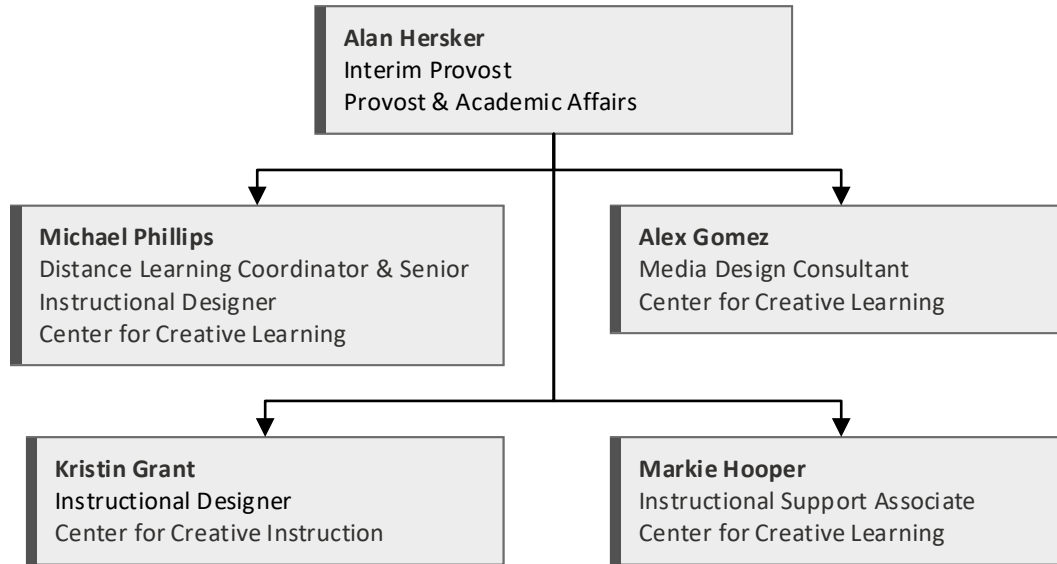 Alan Hersker
Interim Provost
Provost & Academic Affairs
Michael Phillips
Distance Learning Coordinator & Senior
Instructional Designer
Center for Creative Learning
Alex Gomez
Media Design Consultant
Center for Creative Learning
Kristin Grant
Instructional Designer
Center for Creative Instruction
Markie Hooper
Instructional Support Associate
Center for Creative Learning